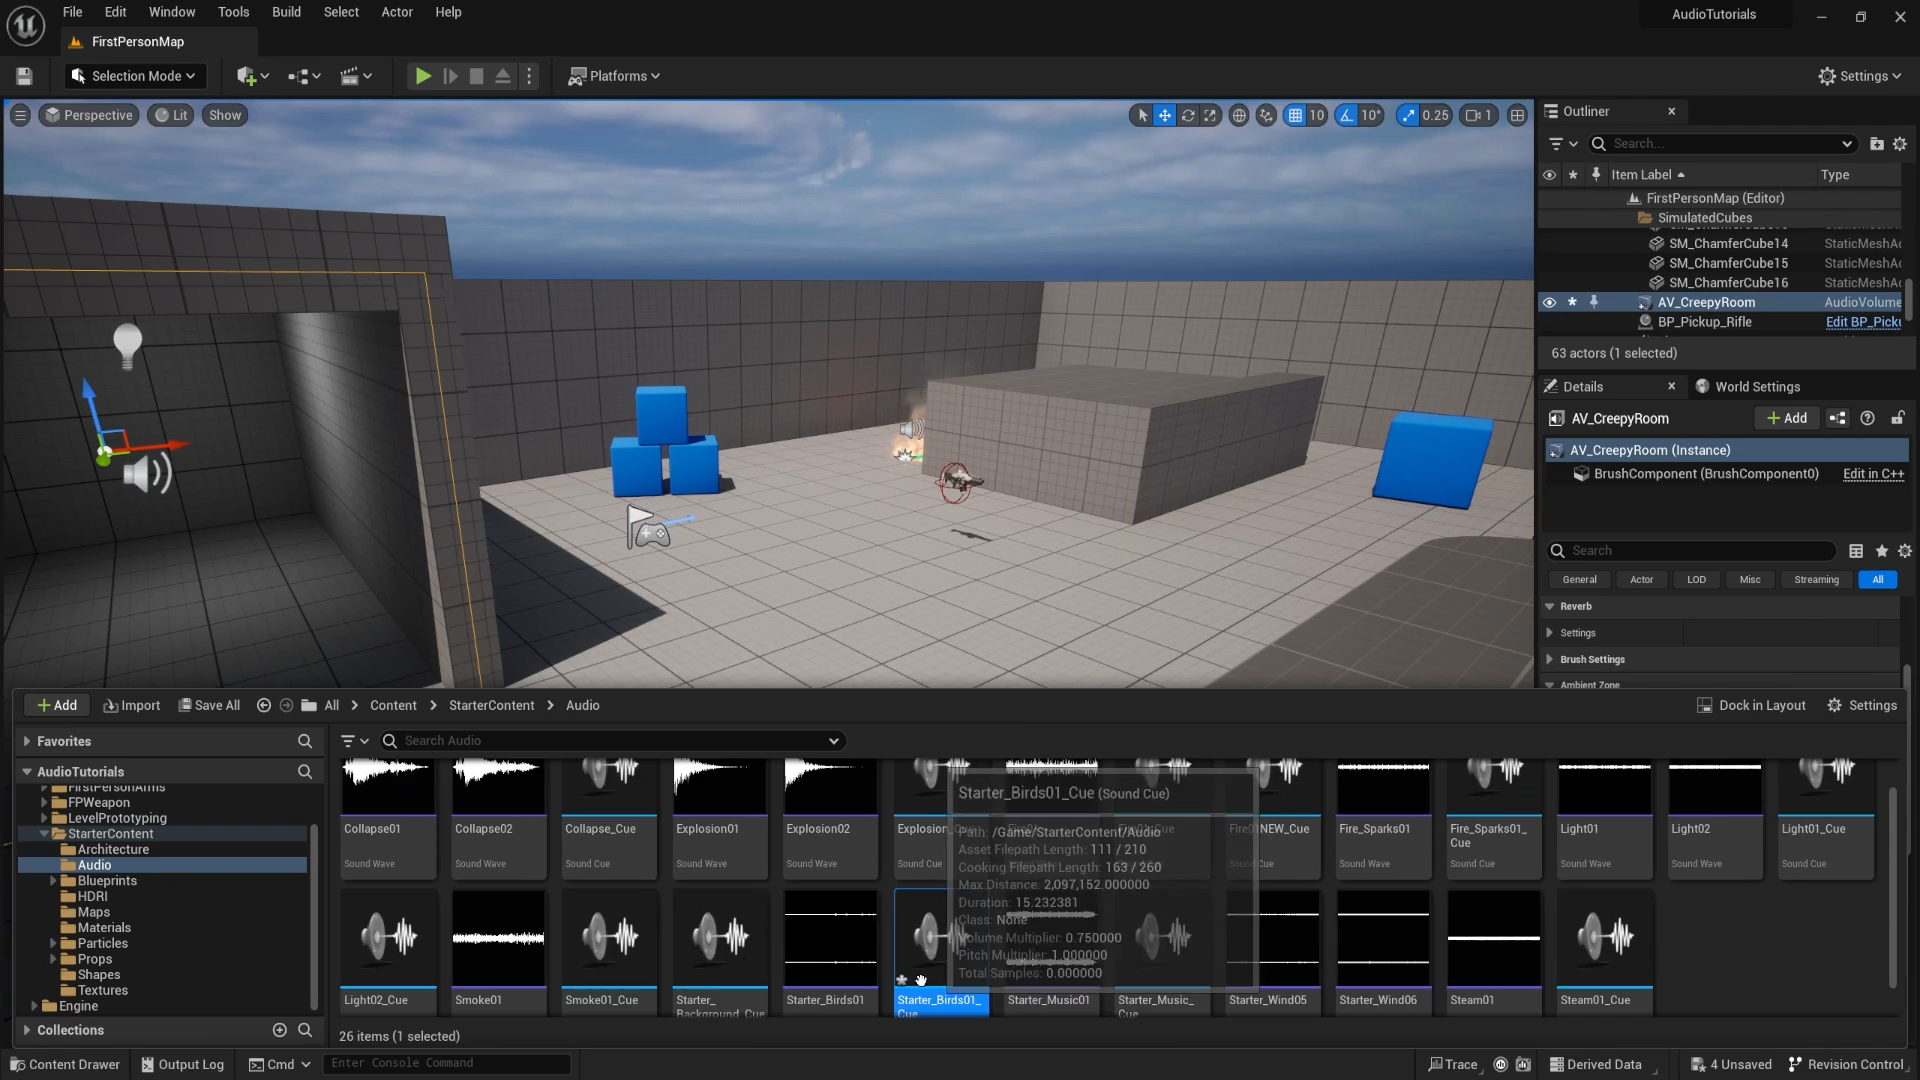 File Edit Window Tools Build Select Actor Help
AudioTutorials
FirstPersonMap
Selection Mode
Platforms
Settings
Perspective Lit Show
10 10° 0.25 1
Outliner
Search...
Item Label Type
FirstPersonMap (Editor)
SimulatedCubes
SM_ChamferCube14 StaticMeshAc
SM_ChamferCube15 StaticMeshAc
SM_ChamferCube16 StaticMeshAc
AV_CreepyRoom AudioVolume
BP_Pickup_Rifle Edit BP_Picku
63 actors (1 selected)
Details World Settings
AV_CreepyRoom
Add
AV_CreepyRoom (Instance)
BrushComponent (BrushComponent0) Edit in C++
Search
General Actor LOD Misc Streaming All
Reverb
Settings
Brush Settings
Ambient Zone
Add Import Save All All Content StarterContent Audio
Dock in Layout Settings
Favorites
Search Audio
AudioTutorials
FirstPersonArms
FPWeapon
LevelPrototyping
StarterContent
Architecture
Audio
Blueprints
HDRI
Maps
Materials
Particles
Props
Shapes
Textures
Engine
Collections
Collapse01
Sound Wave
Collapse02
Sound Wave
Collapse_Cue
Sound Cue
Explosion01
Sound Wave
Explosion02
Sound Wave
Explosion_Cue
Sound Cue
Fire01NEW_Cue
Sound Cue
Fire_Sparks01
Sound Wave
Fire_Sparks01_
Cue
Sound Cue
Light01
Sound Wave
Light02
Sound Wave
Light01_Cue
Sound Cue
Starter_Birds01_Cue (Sound Cue)
Path: /Game/StarterContent/Audio
Asset Filepath Length: 111 / 210
Cooking Filepath Length: 163 / 260
Max Distance: 2,097,152.000000
Duration: 15.232381
Class: None
Volume Multiplier: 0.750000
Pitch Multiplier: 1.000000
Total Samples: 0.000000
Light02_Cue
Smoke01
Smoke01_Cue
Starter_
Background_Cue
Starter_Birds01
Starter_Birds01_
Cue
Starter_Music01
Starter_Music_
Cue
Starter_Wind05
Starter_Wind06
Steam01
Steam01_Cue
26 items (1 selected)
Content Drawer Output Log Cmd Enter Console Command
Trace Derived Data 4 Unsaved Revision Control